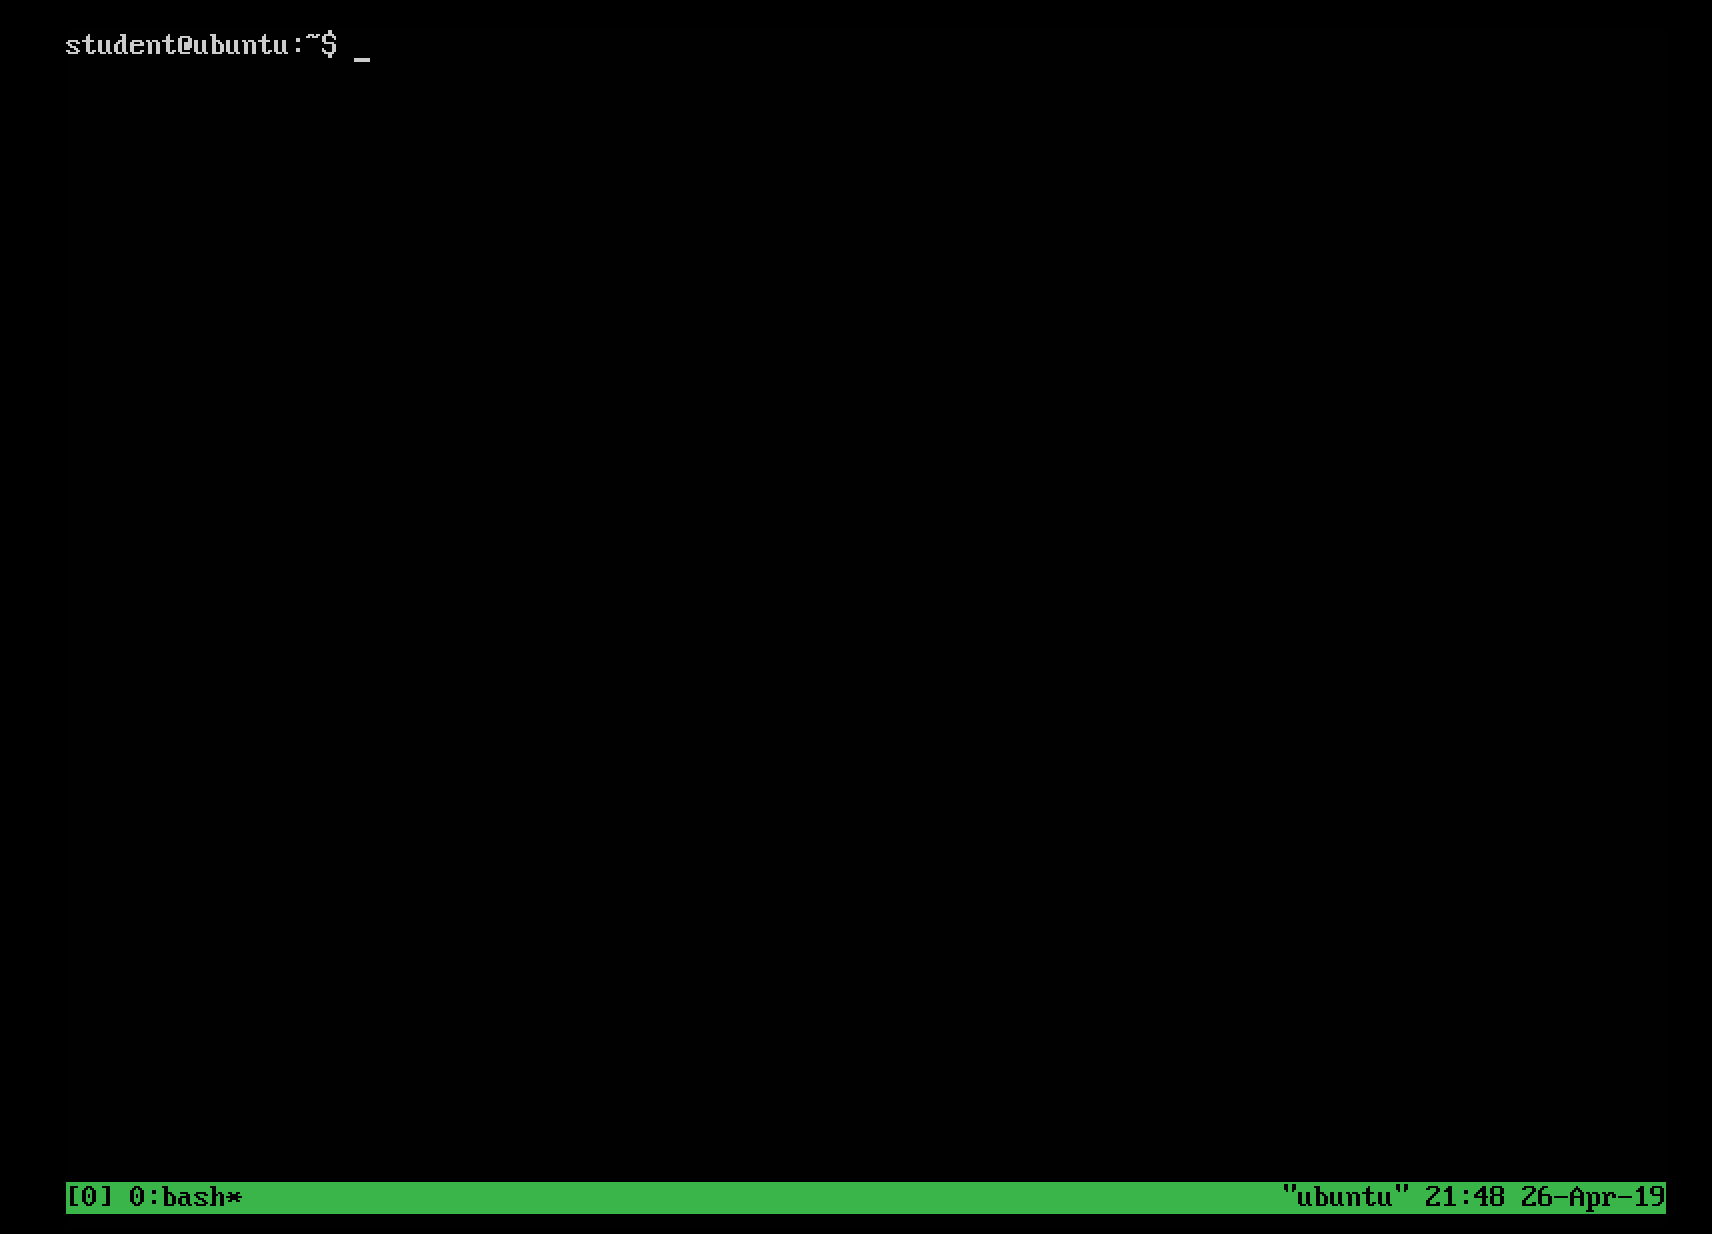 student@ubuntu:~$ _
[0] 0:bash* "ubuntu" 21:48 26-Apr-19